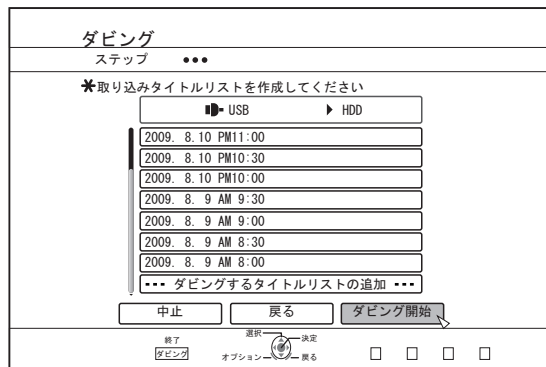 ダビング
ステップ
取り込みタイトルリストを作成してください
USB ▶ HDD
2009. 8.10 PM11:00
2009. 8.10 PM10:30
2009. 8.10 PM10:00
2009. 8. 9 AM 9:30
2009. 8. 9 AM 9:00
2009. 8. 9 AM 8:30
2009. 8. 9 AM 8:00
--- ダビングするタイトルリストの追加 ---
中止 戻る ダビング開始
終了 選択 決定
ダビング オプション 戻る